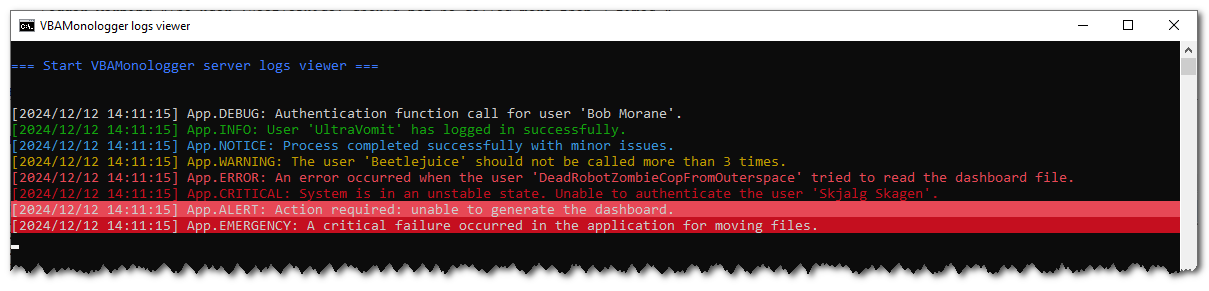 VBAMonologger logs viewer
=== Start VBAMonologger server logs viewer ===
[2024/12/12 14:11:15] App.DEBUG: Authentication function call for user 'Bob Morane'.
[2024/12/12 14:11:15] App.INFO: User 'UltraVomit' has logged in successfully.
[2024/12/12 14:11:15] App.NOTICE: Process completed successfully with minor issues.
[2024/12/12 14:11:15] App.WARNING: The user 'Beetlejuice' should not be called more than 3 times.
[2024/12/12 14:11:15] App.ERROR: An error occurred when the user 'DeadRobotZombieCopFromOuterspace' tried to read the dashboard file.
[2024/12/12 14:11:15] App.CRITICAL: System is in an unstable state. Unable to authenticate the user 'Skjalg Skagen'.
[2024/12/12 14:11:15] App.ALERT: Action required: unable to generate the dashboard.
[2024/12/12 14:11:15] App.EMERGENCY: A critical failure occurred in the application for moving files.